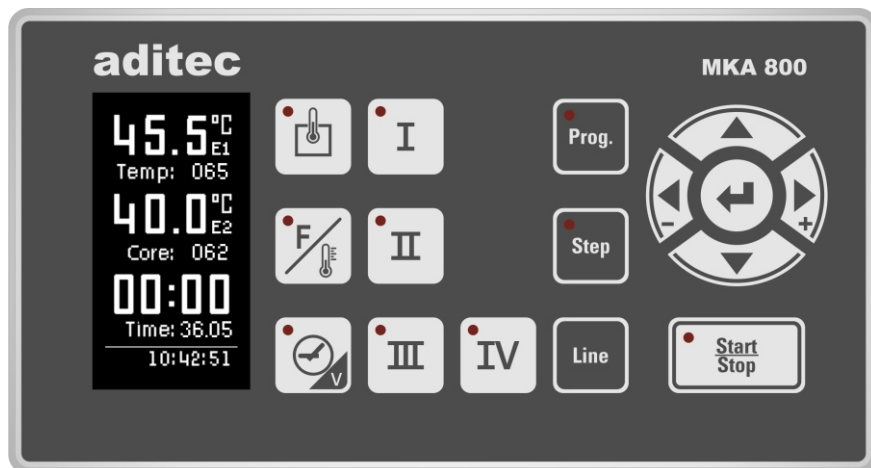 aditec
MKA 800
45.5°C
E1
Temp: 065
40.0°C
E2
Core: 062
00:00
Time: 36.05
10:42:51
I
Prog.
F
II
Step
V
III
IV
Line
- +
Start
Stop